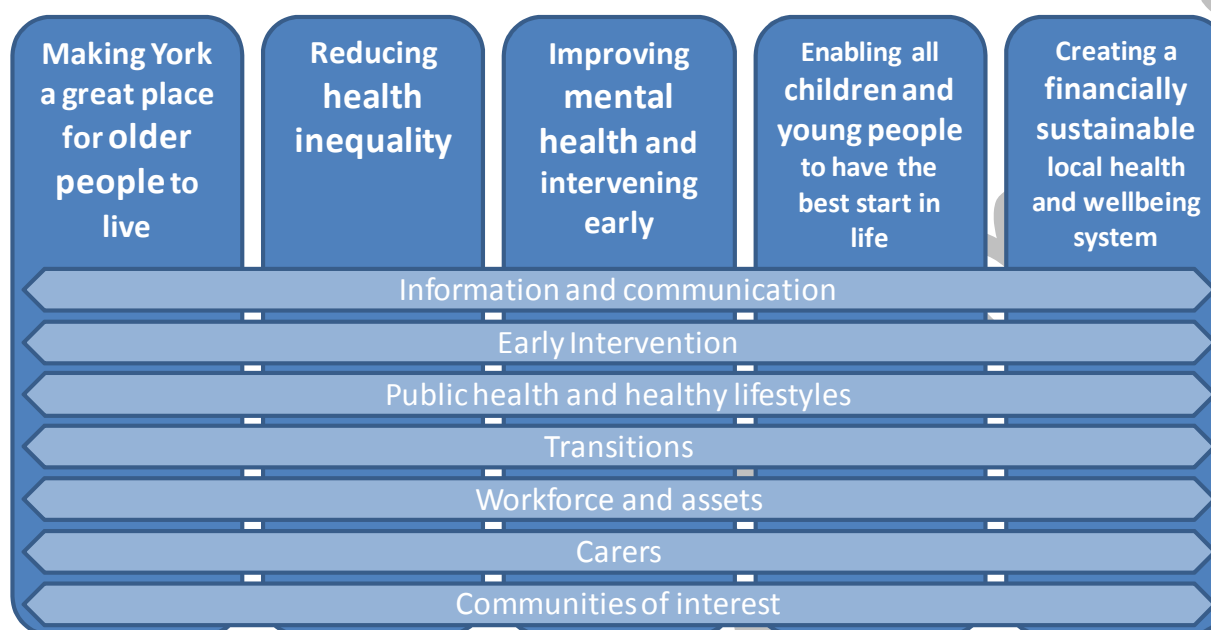 Making York
a great place
for older
people to
live
Reducing
health
inequality
Improving
mental
health and
intervening
early
Enabling all
children and
young people
to have the
best start in
life
Creating a
financially
sustainable
local health
and wellbeing
system
Information and communication
Early Intervention
Public health and healthy lifestyles
Transitions
Workforce and assets
Carers
Communities of interest